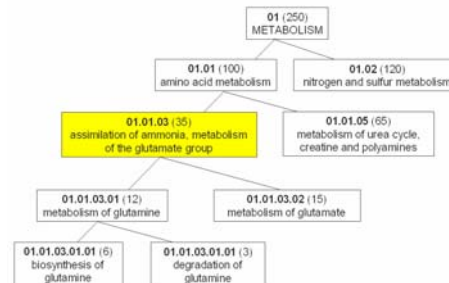 01 (250)
METABOLISM
01.01 (100)
amino acid metabolism
01.02 (120)
nitrogen and sulfur metabolism
01.01.03 (35)
assimilation of ammonia, metabolism
of the glutamate group
01.01.05 (65)
metabolism of urea cycle,
creatine and polyamines
01.01.03.01 (12)
metabolism of glutamine
01.01.03.02 (15)
metabolism of glutamate
01.01.03.01.01 (6)
biosynthesis of
glutamine
01.01.03.01.01 (3)
degradation of
glutamine